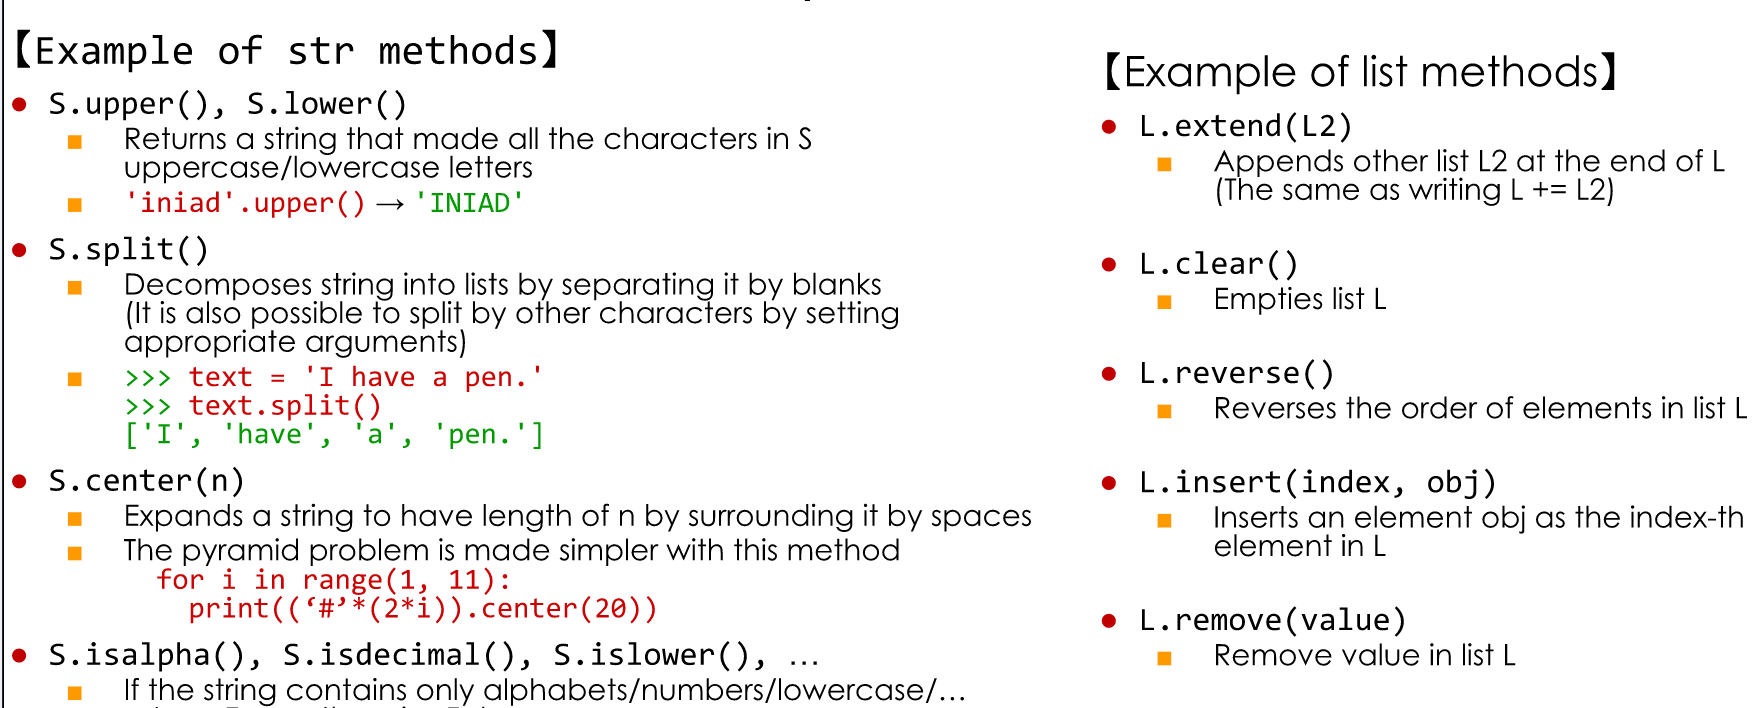 【Example of str methods】
● S.upper(), S.lower()
■ Returns a string that made all the characters in S
uppercase/lowercase letters
■ 'iniad'.upper() → 'INIAD'
● S.split()
■ Decomposes string into lists by separating it by blanks
(It is also possible to split by other characters by setting
appropriate arguments)
■ >>> text = 'I have a pen.'
>>> text.split()
['I', 'have', 'a', 'pen.']
● S.center(n)
■ Expands a string to have length of n by surrounding it by spaces
■ The pyramid problem is made simpler with this method
for i in range(1, 11):
print((‘#’*(2*i)).center(20))
● S.isalpha(), S.isdecimal(), S.islower(), …
■ If the string contains only alphabets/numbers/lowercase/…
【Example of list methods】
● L.extend(L2)
■ Appends other list L2 at the end of L
(The same as writing L += L2)
● L.clear()
■ Empties list L
● L.reverse()
■ Reverses the order of elements in list L
● L.insert(index, obj)
■ Inserts an element obj as the index-th
element in L
● L.remove(value)
■ Remove value in list L